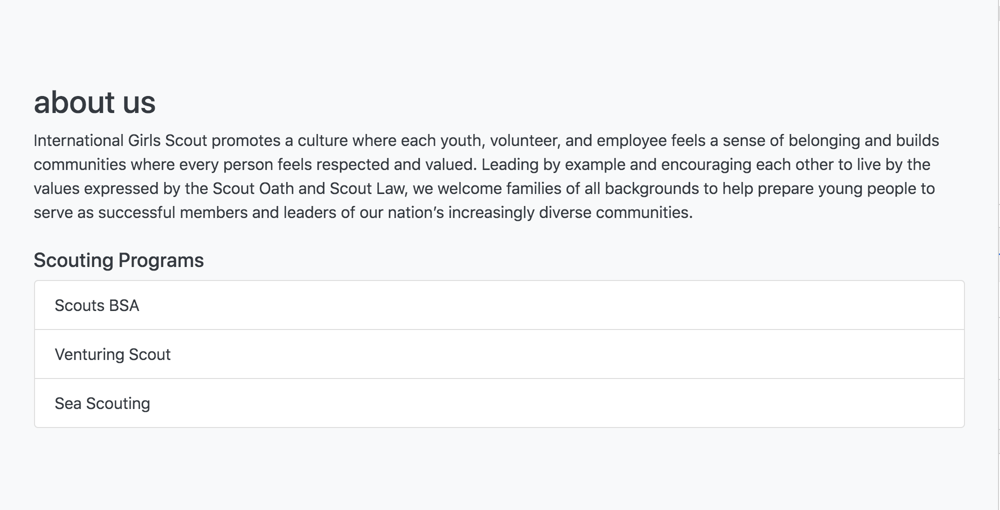 about us
International Girls Scout promotes a culture where each youth, volunteer, and employee feels a sense of belonging and builds
communities where every person feels respected and valued. Leading by example and encouraging each other to live by the
values expressed by the Scout Oath and Scout Law, we welcome families of all backgrounds to help prepare young people to
serve as successful members and leaders of our nation’s increasingly diverse communities.
Scouting Programs
Scouts BSA
Venturing Scout
Sea Scouting